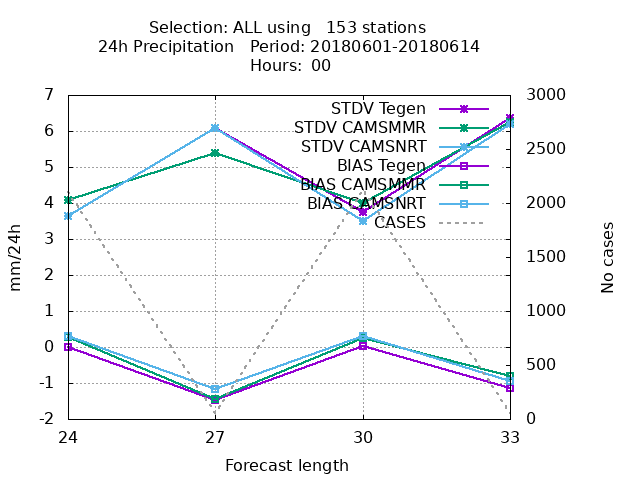 Selection: ALL using   153 stations
24h Precipitation   Period: 20180601-20180614
Hours:  00
7
6
5
4
3
2
1
0
-1
-2
mm/24h
STDV Tegen
STDV CAMSMMR
STDV CAMSNRT
BIAS Tegen
BIAS CAMSMMR
BIAS CAMSNRT
CASES
3000
2500
2000
1500
1000
500
0
No cases
24 27 30 33
Forecast length